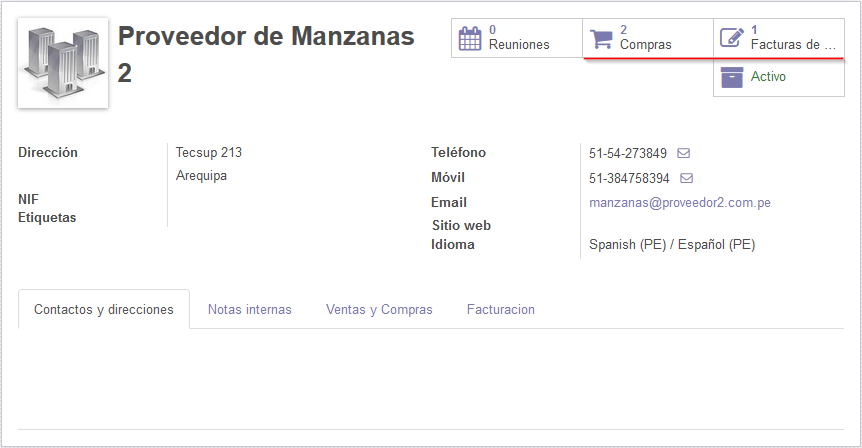 Proveedor de Manzanas
2
0
Reuniones
2
Compras
1
Facturas de ...
Activo
Dirección
Tecsup 213
Arequipa
NIF
Etiquetas
Teléfono
51-54-273849
Móvil
51-384758394
Email
manzanas@proveedor2.com.pe
Sitio web
Idioma
Spanish (PE) / Español (PE)
Contactos y direcciones
Notas internas
Ventas y Compras
Facturacion